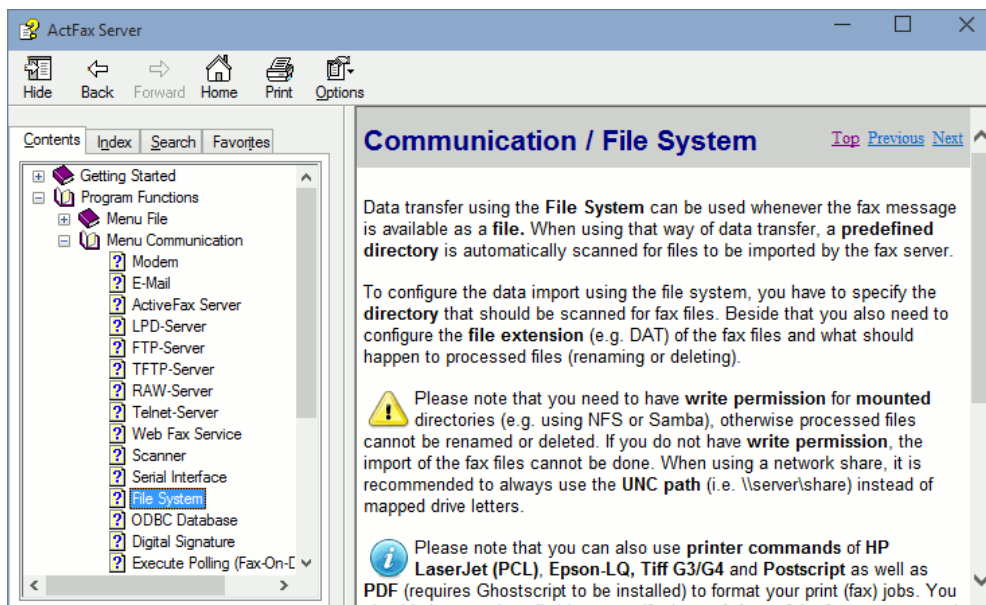 ActFax Server
Hide Back Forward Home Print Options
Contents Index Search Favorites
Getting Started
Program Functions
Menu File
Menu Communication
Modem
E-Mail
ActiveFax Server
LPD-Server
FTP-Server
TFTP-Server
RAW-Server
Telnet-Server
Web Fax Service
Scanner
Serial Interface
File System
ODBC Database
Digital Signature
Execute Polling (Fax-On-D
Communication / File System Top Previous Next
Data transfer using the File System can be used whenever the fax message
is available as a file. When using that way of data transfer, a predefined
directory is automatically scanned for files to be imported by the fax server.
To configure the data import using the file system, you have to specify the
directory that should be scanned for fax files. Beside that you also need to
configure the file extension (e.g. DAT) of the fax files and what should
happen to processed files (renaming or deleting).
Please note that you need to have write permission for mounted
directories (e.g. using NFS or Samba), otherwise processed files
cannot be renamed or deleted. If you do not have write permission, the
import of the fax files cannot be done. When using a network share, it is
recommended to always use the UNC path (i.e. \\server\share) instead of
mapped drive letters.
Please note that you can also use printer commands of HP
LaserJet (PCL), Epson-LQ, Tiff G3/G4 and Postscript as well as
PDF (requires Ghostscript to be installed) to format your print (fax) jobs. You